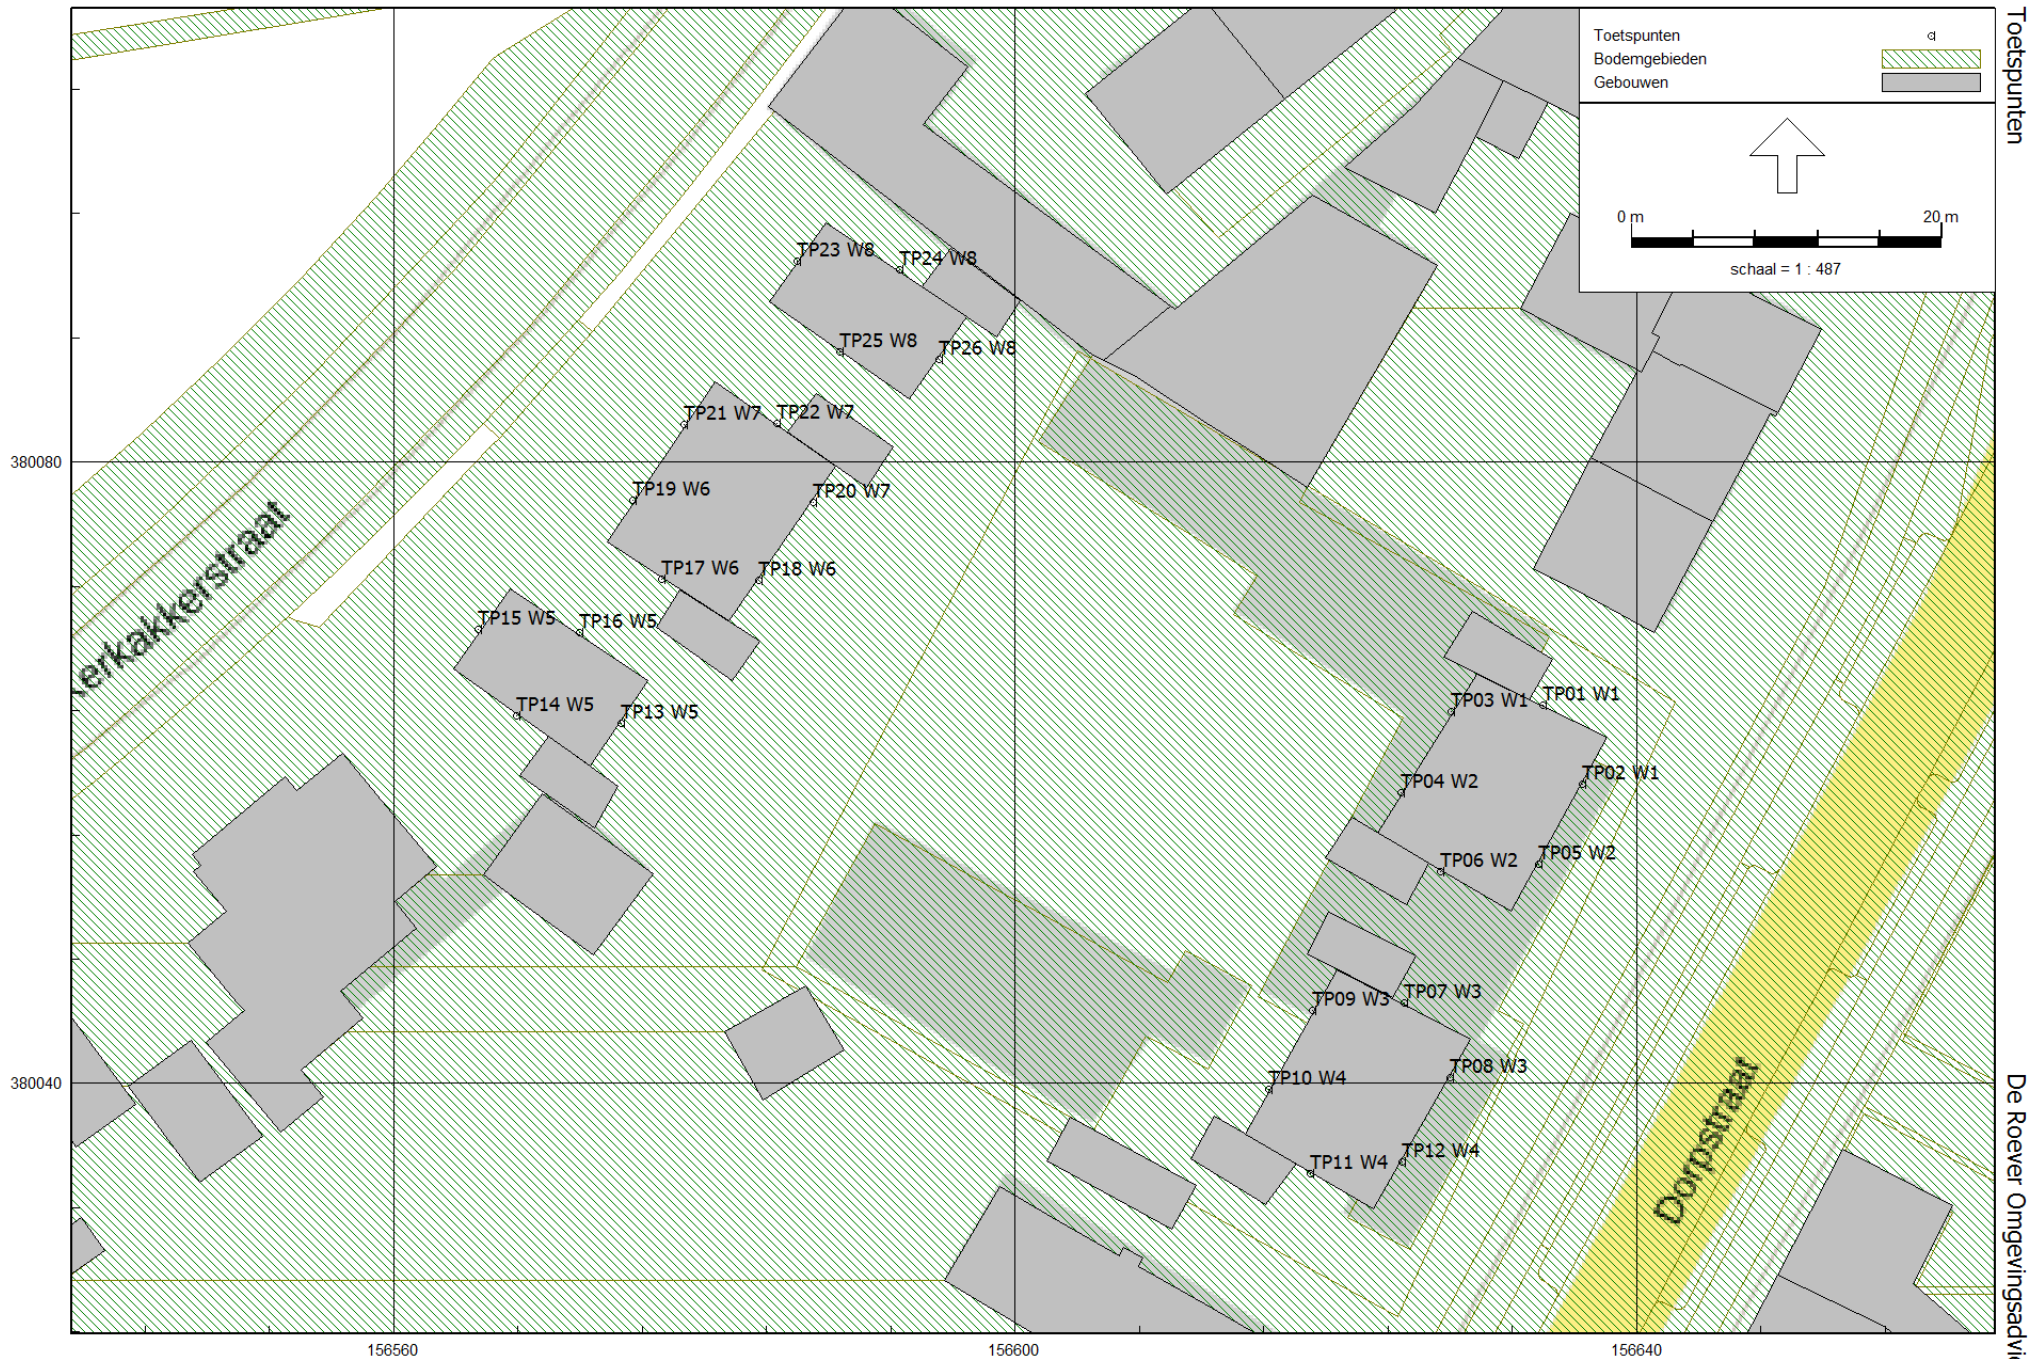 Toetspunten
Bodemgebieden
Gebouwen
0 m 20 m
schaal = 1 : 487
Toetspunten
TP23 W8
TP24 W8
TP25 W8
TP26 W8
TP21 W7
TP22 W7
380080
TP19 W6
TP20 W7
TP17 W6
TP18 W6
TP15 W5
TP16 W5
erkakkerstraat
TP14 W5
TP13 W5
TP03 W1
TP01 W1
TP04 W2
TP02 W1
TP06 W2
TP05 W2
TP09 W3
TP07 W3
TP10 W4
TP08 W3
380040
TP11 W4
TP12 W4
Dorpstraat
De Roever Omgevingsadvi
156560
156600
156640